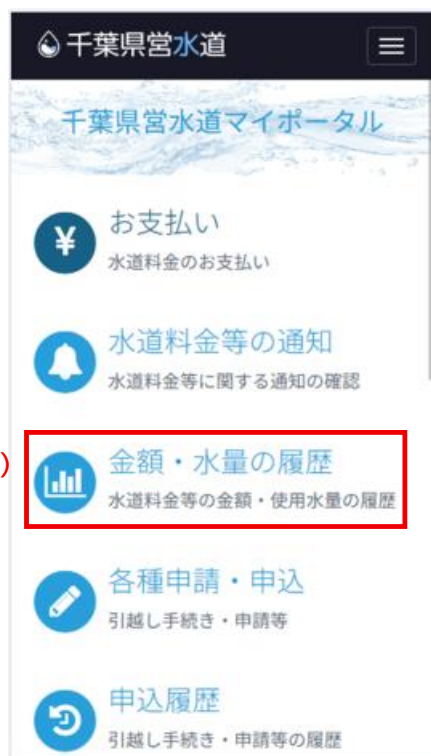 千葉県営水道
千葉県営水道マイポータル
お支払い
水道料金のお支払い
水道料金等の通知
水道料金等に関する通知の確認
)
金額・水量の履歴
水道料金等の金額・使用水量の履歴
各種申請・申込
引越し手続き・申請等
申込履歴
引越し手続き・申請等の履歴